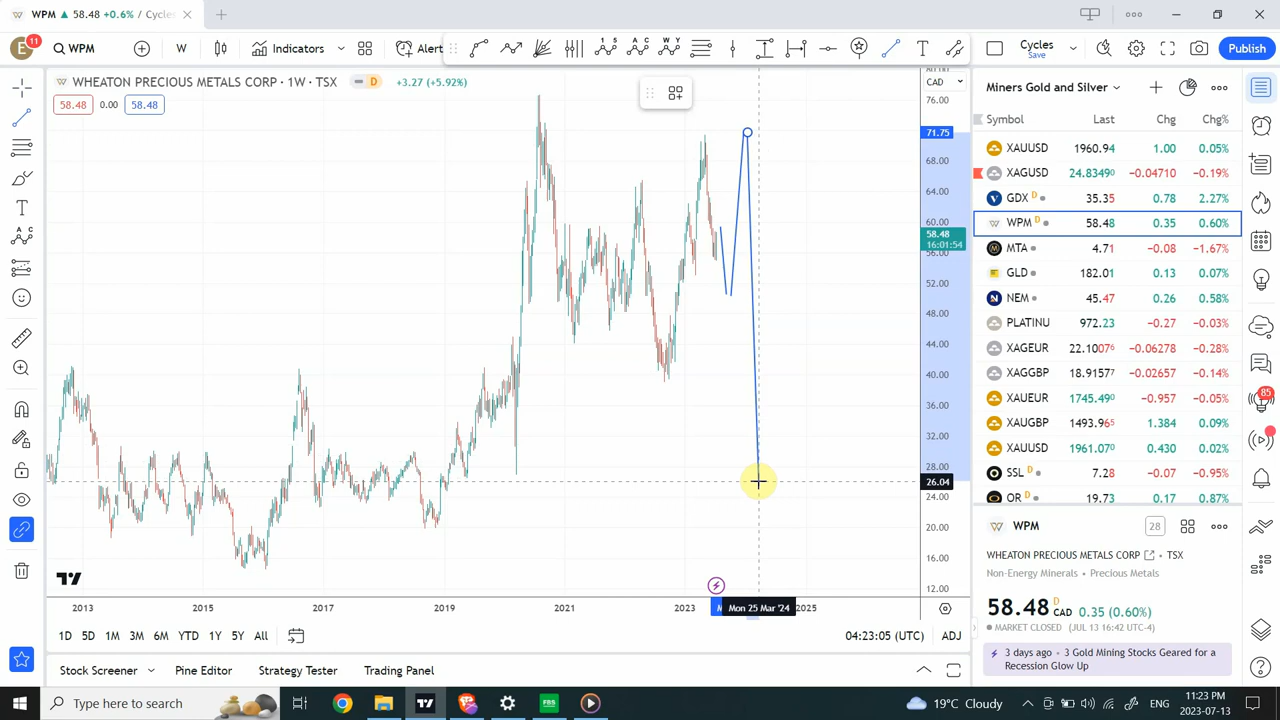 WPM ▲ 58.48 +0.6% / Cycles
E 11 WPM W Indicators Alert Cycles Save Publish
WHEATON PRECIOUS METALS CORP · 1W · TSX D +3.27 (+5.92%)
58.48 0.00 58.48
CAD
76.00
71.75
68.00
64.00
60.00
58.48
16:01:54
56.00
52.00
48.00
44.00
40.00
36.00
32.00
28.00
26.04
24.00
20.00
16.00
12.00
2013 2015 2017 2019 2021 2023 Mon 25 Mar '24 2025
1D 5D 1M 3M 6M YTD 1Y 5Y All 04:23:05 (UTC) ADJ
Stock Screener Pine Editor Strategy Tester Trading Panel
Miners Gold and Silver
Symbol Last Chg Chg%
XAUUSD 1960.94 1.00 0.05%
XAGUSD 24.83490 −0.04710 −0.19%
GDX D 35.35 0.78 2.27%
WPM D 58.48 0.35 0.60%
MTA 4.71 −0.08 −1.67%
GLD 182.01 0.13 0.07%
NEM 45.47 0.26 0.58%
PLATINU 972.23 −0.27 −0.03%
XAGEUR 22.10076 −0.06278 −0.28%
XAGGBP 18.91577 −0.02657 −0.14%
XAUEUR 1745.490 −0.957 −0.05%
XAUGBP 1493.965 1.384 0.09%
XAUUSD 1961.070 0.430 0.02%
SSL D 7.28 −0.07 −0.95%
OR D 19.73 0.17 0.87%
WPM 28
WHEATON PRECIOUS METALS CORP · TSX
Non-Energy Minerals · Precious Metals
58.48 D CAD 0.35 (0.60%)
MARKET CLOSED (JUL 13 16:42 UTC-4)
3 days ago · 3 Gold Mining Stocks Geared for a
Recession Glow Up
85
Type here to search
FBS
19°C Cloudy
ENG
11:23 PM
2023-07-13